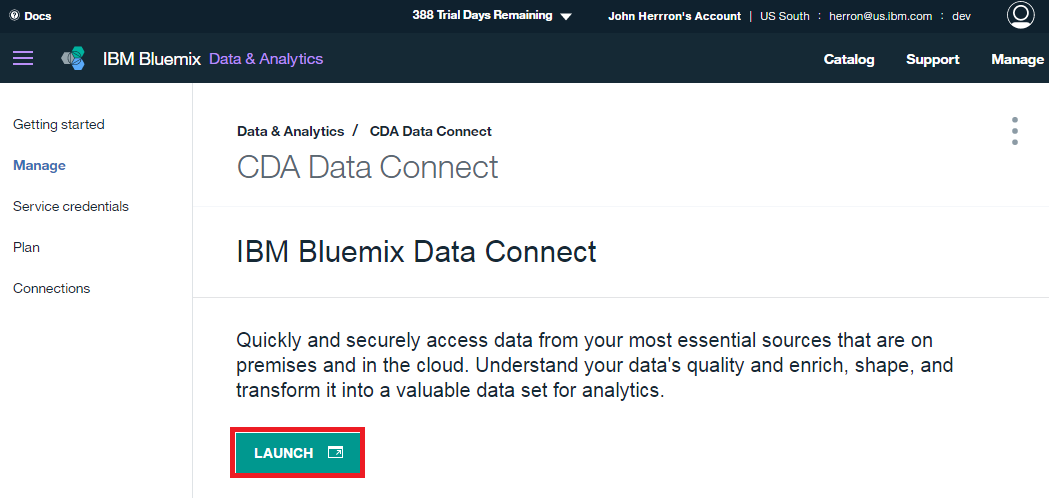 Docs
388 Trial Days Remaining
John Herrron's Account | US South : herron@us.ibm.com : dev
IBM Bluemix Data & Analytics
Catalog
Support
Manage
Getting started
Manage
Service credentials
Plan
Connections
Data & Analytics / CDA Data Connect
CDA Data Connect
IBM Bluemix Data Connect
Quickly and securely access data from your most essential sources that are on
premises and in the cloud. Understand your data's quality and enrich, shape, and
transform it into a valuable data set for analytics.
LAUNCH